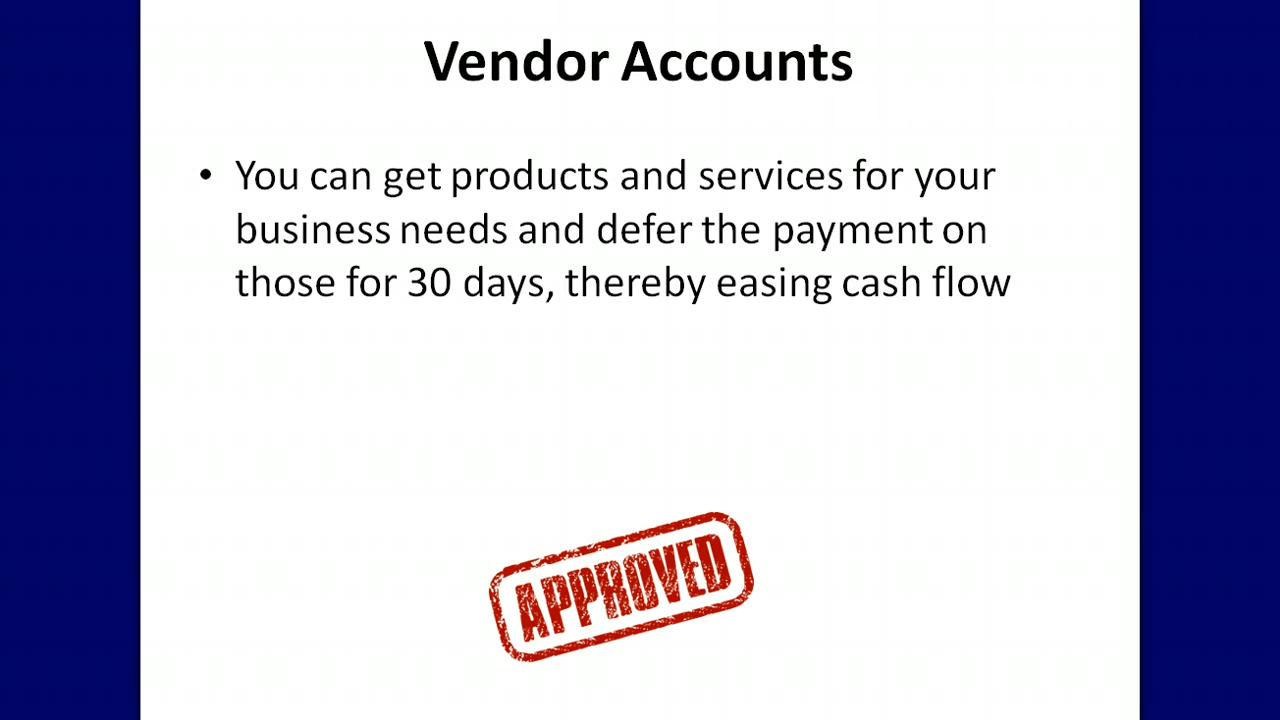 Vendor Accounts
• You can get products and services for your
business needs and defer the payment on
those for 30 days, thereby easing cash flow
APPROVED